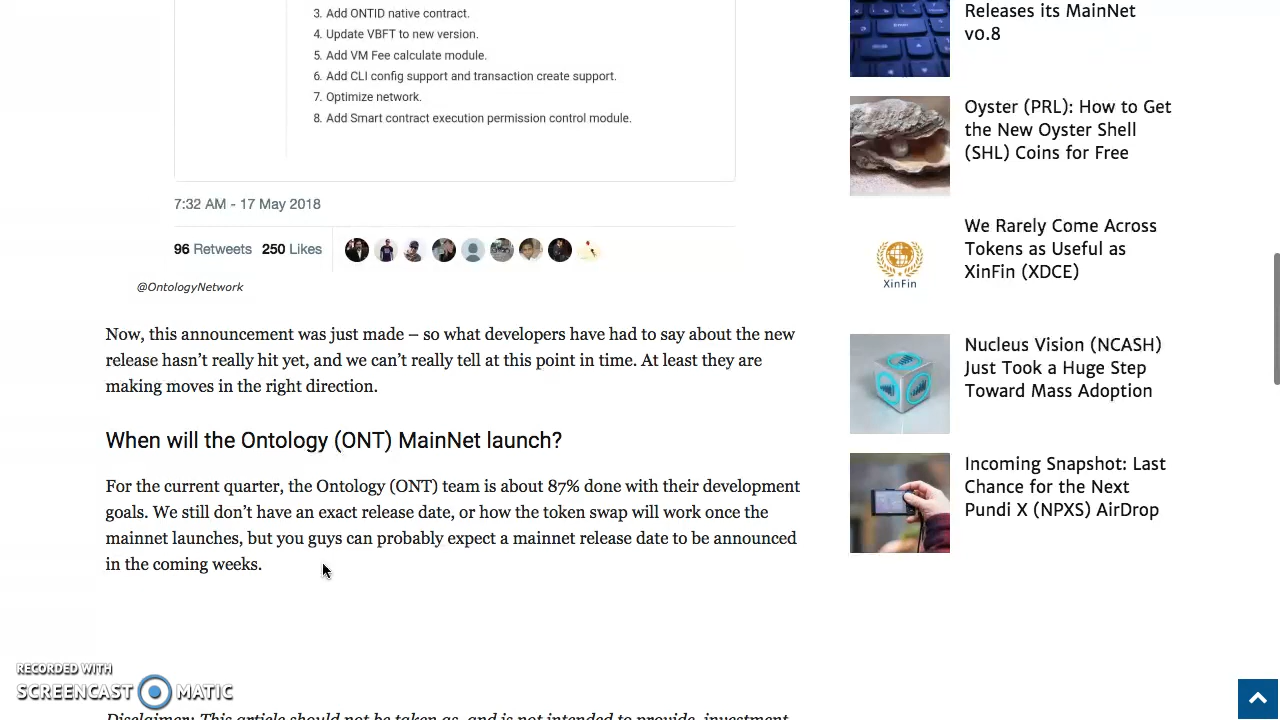 3. Add ONTID native contract.
4. Update VBFT to new version.
5. Add VM Fee calculate module.
6. Add CLI config support and transaction create support.
7. Optimize network.
8. Add Smart contract execution permission control module.
7:32 AM - 17 May 2018
96 Retweets 250 Likes
@OntologyNetwork
Now, this announcement was just made – so what developers have had to say about the new
release hasn’t really hit yet, and we can’t really tell at this point in time. At least they are
making moves in the right direction.
When will the Ontology (ONT) MainNet launch?
For the current quarter, the Ontology (ONT) team is about 87% done with their development
goals. We still don’t have an exact release date, or how the token swap will work once the
mainnet launches, but you guys can probably expect a mainnet release date to be announced
in the coming weeks.
Disclaimer: This article should not be taken as, and is not intended to provide, investment
Releases its MainNet
v0.8
Oyster (PRL): How to Get
the New Oyster Shell
(SHL) Coins for Free
We Rarely Come Across
Tokens as Useful as
XinFin (XDCE)
XinFin
Nucleus Vision (NCASH)
Just Took a Huge Step
Toward Mass Adoption
Incoming Snapshot: Last
Chance for the Next
Pundi X (NPXS) AirDrop
RECORDED WITH
SCREENCAST MATIC